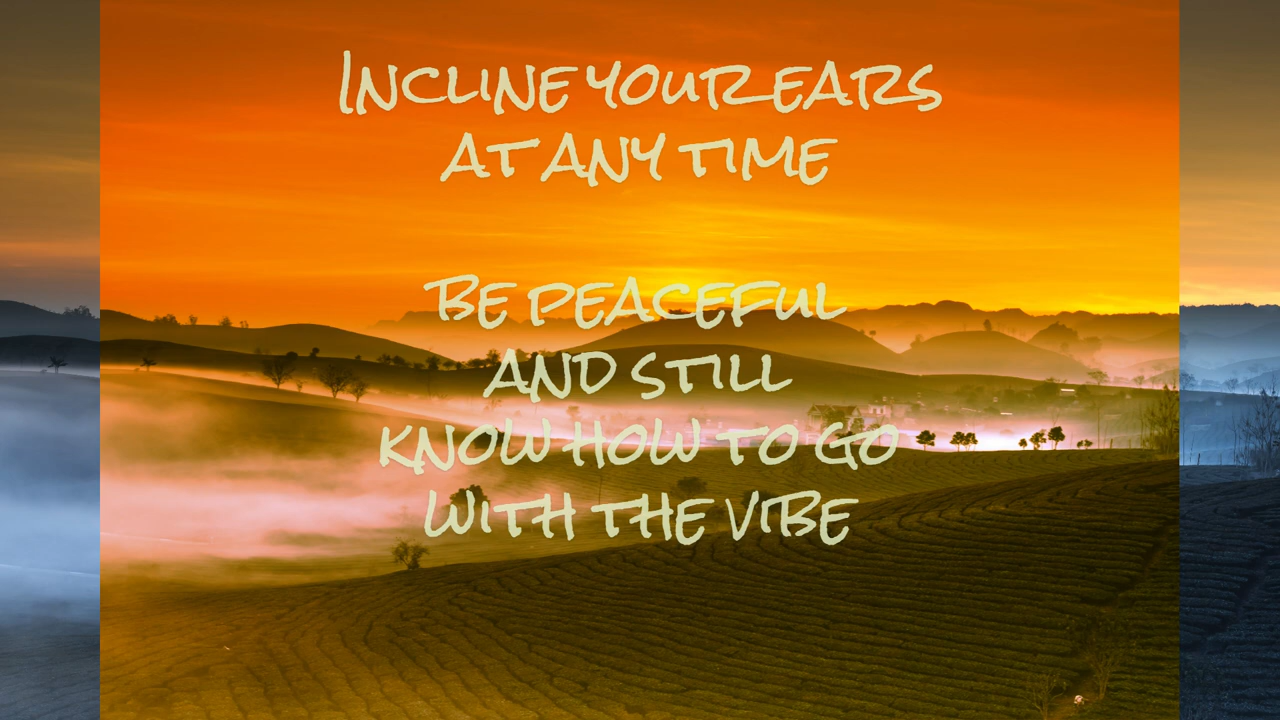 Incline your ears
at any time
Be peaceful
and still
know how to go
with the vibe